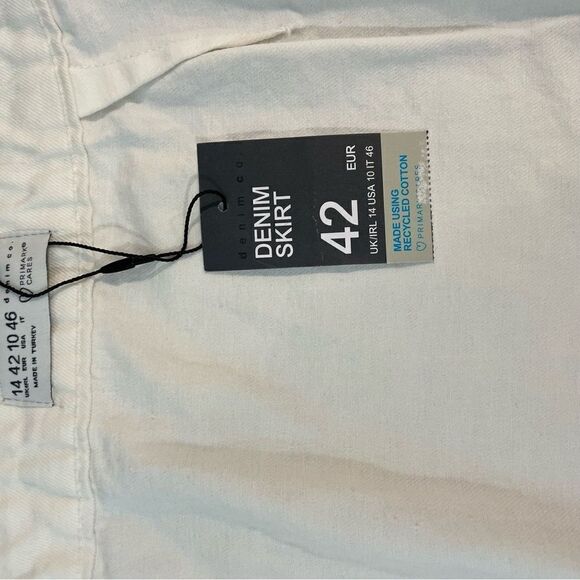 denim co.
DENIM
SKIRT
42
EUR
UK/IRL 14 USA 10 IT 46
MADE USING
RECYCLED COTTON
denim co.
PRIMARK
CARES
14 42 10 46
UK/IRL EUR USA IT
MADE IN TURKEY